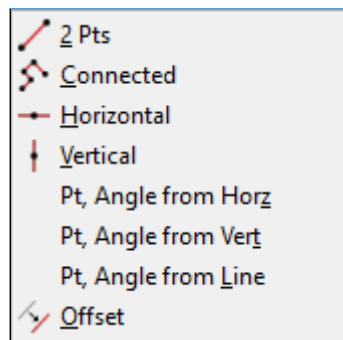 2 Pts
Connected
Horizontal
Vertical
Pt, Angle from Horz
Pt, Angle from Vert
Pt, Angle from Line
Offset